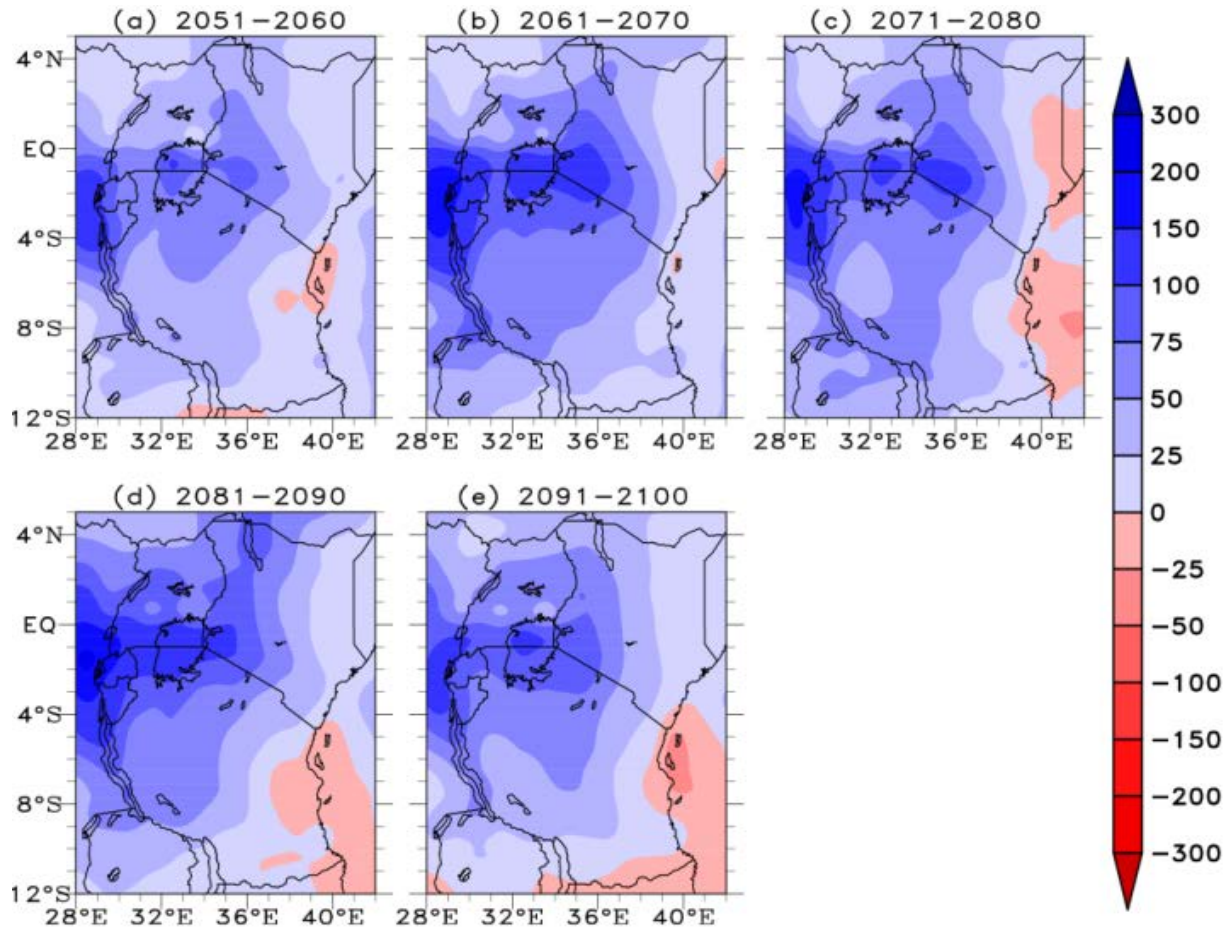 (a) 2051−2060
(b) 2061−2070
(c) 2071−2080
4°N
EQ
4°S
8°S
12°S
28°E 32°E 36°E 40°E
28°E 32°E 36°E 40°E
28°E 32°E 36°E 40°E
(d) 2081−2090
(e) 2091−2100
4°N
EQ
4°S
8°S
12°S
28°E 32°E 36°E 40°E
28°E 32°E 36°E 40°E
300
200
150
100
75
50
25
0
−25
−50
−100
−150
−200
−300